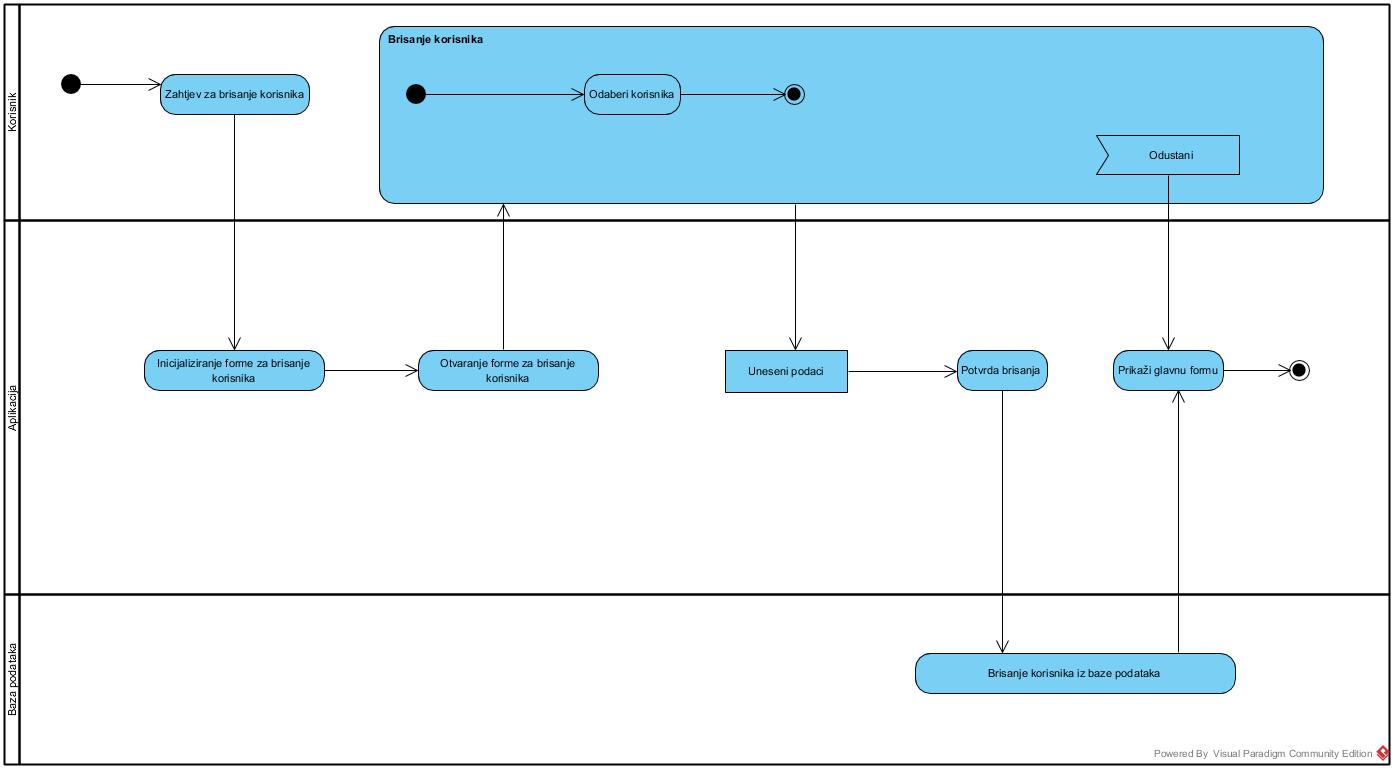 Korisnik
Brisanje korisnika
Zahtjev za brisanje korisnika
Odaberi korisnika
Odustani
Aplikacija
Inicijaliziranje forme za brisanje
korisnika
Otvaranje forme za brisanje
korisnika
Uneseni podaci
Potvrda brisanja
Prikaži glavnu formu
Baza podataka
Brisanje korisnika iz baze podataka
Powered By Visual Paradigm Community Edition